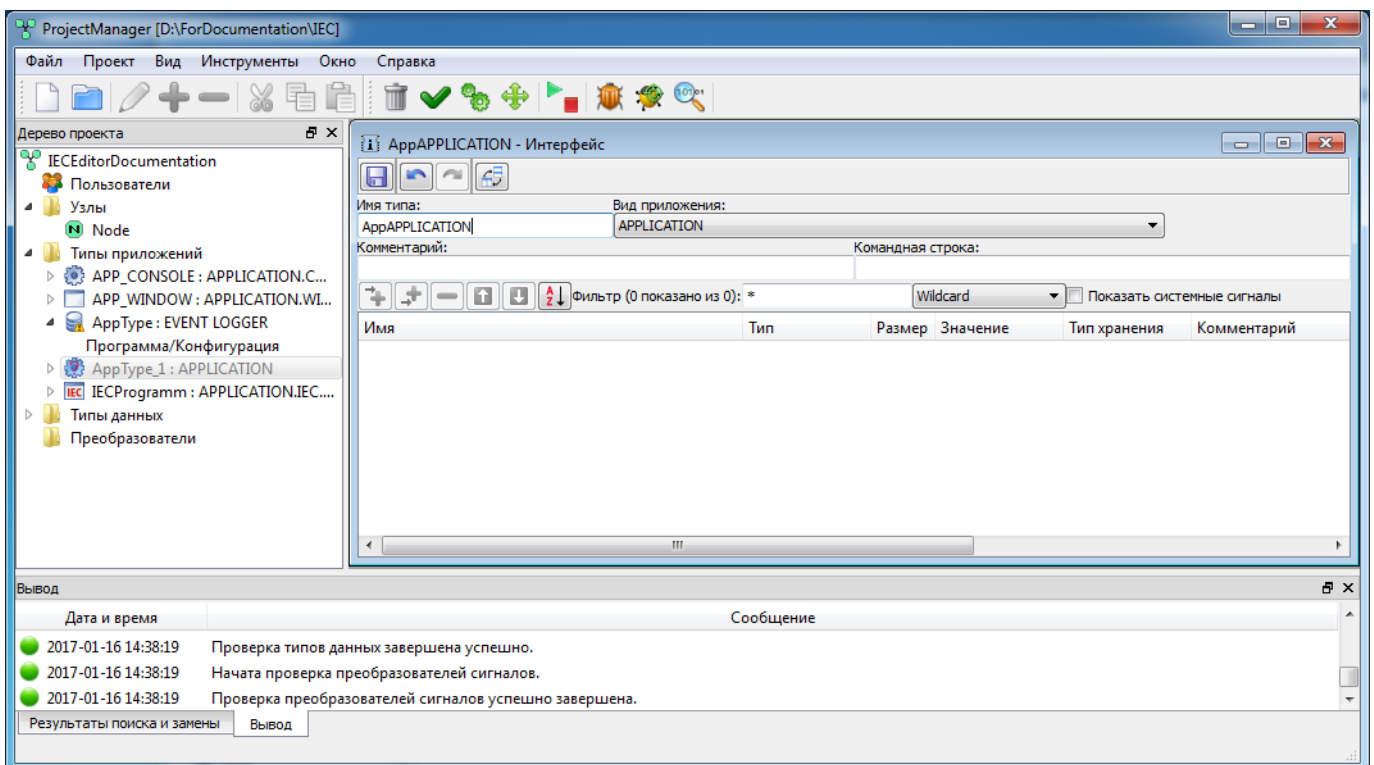 ProjectManager [D:\ForDocumentation\IEC]
Файл Проект Вид Инструменты Окно Справка
Дерево проекта
IECEditorDocumentation
Пользователи
Узлы
Node
Типы приложений
APP_CONSOLE : APPLICATION.C...
APP_WINDOW : APPLICATION.WI...
AppType : EVENT LOGGER
Программа/Конфигурация
AppType_1 : APPLICATION
IECProgramm : APPLICATION.IEC....
Типы данных
Преобразователи
AppAPPLICATION - Интерфейс
Имя типа: Вид приложения:
AppAPPLICATION APPLICATION
Комментарий: Командная строка:
Фильтр (0 показано из 0): * Wildcard Показать системные сигналы
Имя Тип Размер Значение Тип хранения Комментарий
Вывод
Дата и время Сообщение
2017-01-16 14:38:19 Проверка типов данных завершена успешно.
2017-01-16 14:38:19 Начата проверка преобразователей сигналов.
2017-01-16 14:38:19 Проверка преобразователей сигналов успешно завершена.
Результаты поиска и замены Вывод